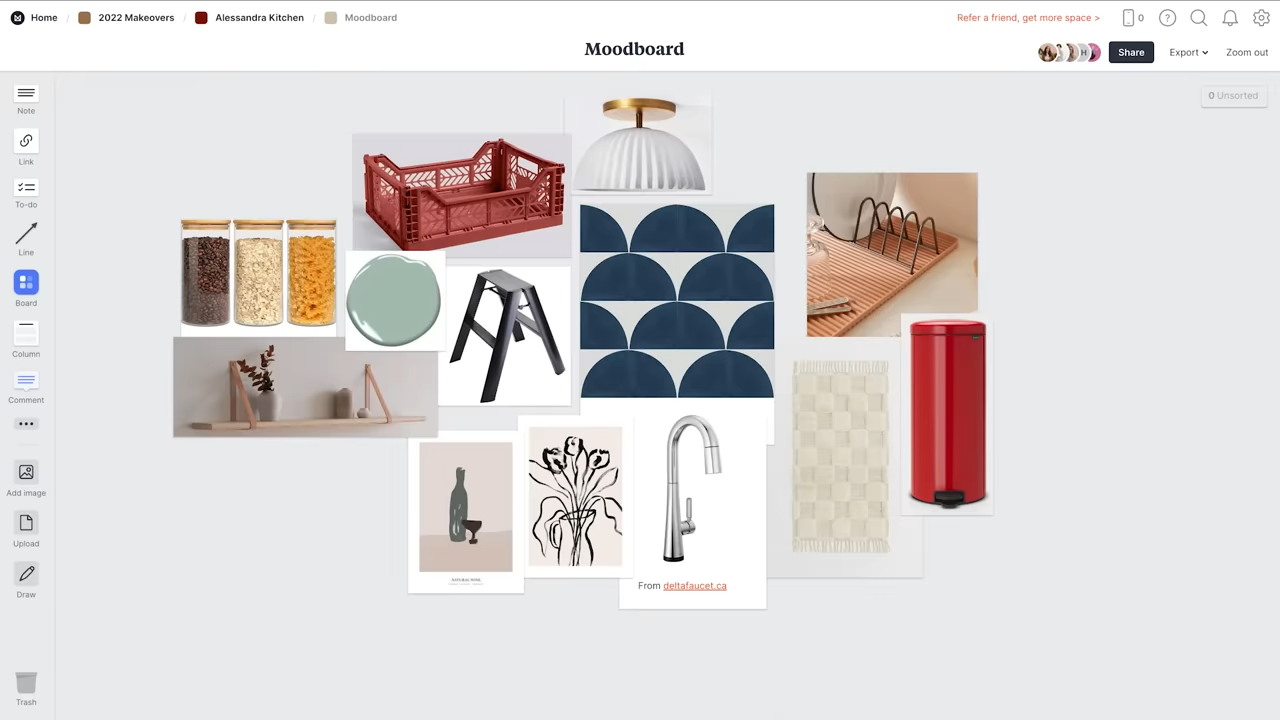 Home / 2022 Makeovers / Alessandra Kitchen / Moodboard
Refer a friend, get more space >
0
?
Moodboard
H
Share
Export
Zoom out
0 Unsorted
Note
Link
To-do
Line
Board
Column
Comment
Add image
Upload
Draw
Trash
From deltafaucet.ca